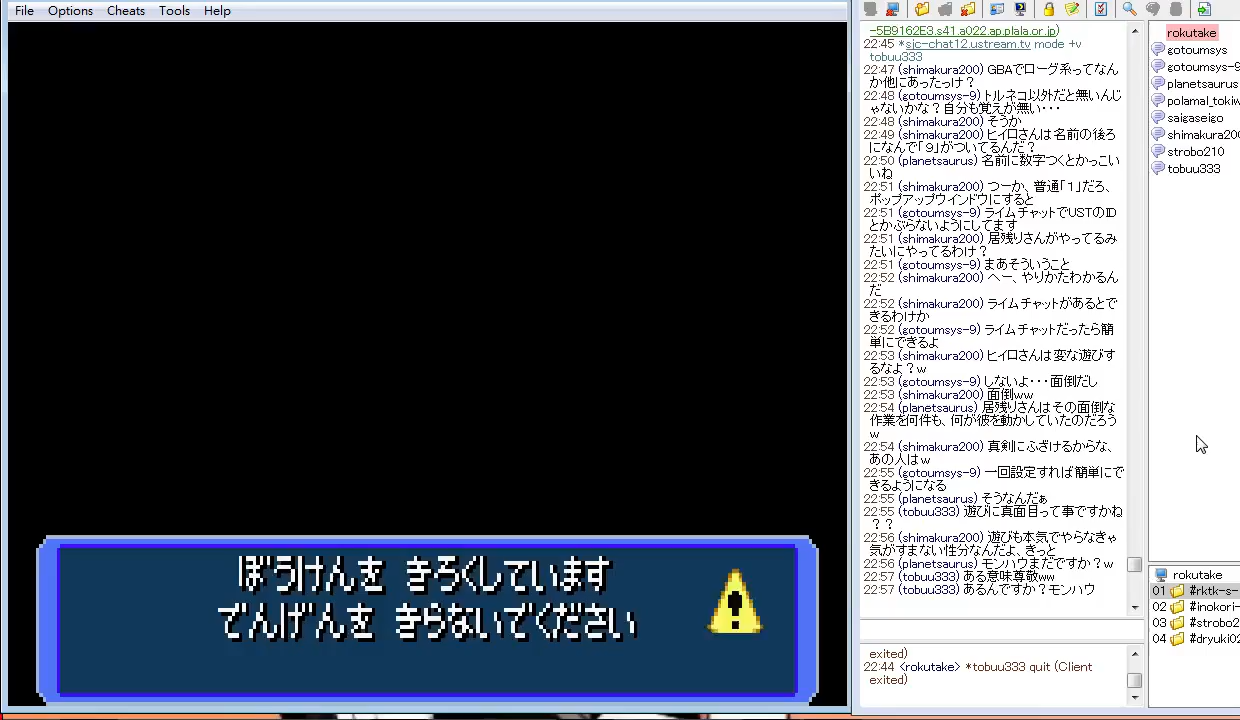 File Options Cheats Tools Help
ぼうけんを きろくしています
でんげんを きらないでください
-5B9162E3.s41.a022.ap.plala.or.jp)
22:45 *sjc-chat12.ustream.tv mode +v
tobuu333
22:47 (shimakura200) GBAでローグ系ってなん
か他にあったっけ？
22:48 (gotoumsys-9) トルネコ以外だと無いんじ
ゃないかな？自分も覚えが無い・・・
22:48 (shimakura200) そうか
22:49 (shimakura200) ヒイロさんは名前の後ろ
になんで「９」がついてるんだ？
22:50 (planetsaurus) 名前に数字つくとかっこい
いね
22:51 (shimakura200) つーか、普通「１」だろ、
ポップアップウインドウにすると
22:51 (gotoumsys-9) ライムチャットでUSTのID
とかぶらないようにしてます
22:51 (shimakura200) 居残りさんがやってるみ
たいにやってるわけ？
22:51 (gotoumsys-9) まあそういうこと
22:52 (shimakura200) へー、やりかたわかるん
だ
22:52 (shimakura200) ライムチャットがあるとで
きるわけか
22:52 (gotoumsys-9) ライムチャットだったら簡
単にできるよ
22:53 (shimakura200) ヒイロさんは変な遊びす
るなよ？ｗ
22:53 (gotoumsys-9) しないよ・・・面倒だし
22:53 (shimakura200) 面倒ww
22:54 (planetsaurus) 居残りさんはその面倒な
作業を何件も、何が彼を動かしていたのだろう
ｗ
22:54 (shimakura200) 真剣にふざけるからな、
あの人はｗ
22:55 (gotoumsys-9) 一回設定すれば簡単にで
きるようになる
22:55 (planetsaurus) そうなんだぁ
22:55 (tobuu333) 遊びに真面目って事ですかね
？？
22:56 (shimakura200) 遊びも本気でやらなきゃ
気がすまない性分なんだよ、きっと
22:56 (planetsaurus) モンハウまだですか？ｗ
22:57 (tobuu333) ある意味尊敬ww
22:57 (tobuu333) あるんですか？モンハウ
exited)
22:44 <rokutake> *tobuu333 quit (Client
exited)
rokutake
gotoumsys
gotoumsys-9
planetsaurus
polamal_tokiw
saigaseigo
shimakura200
strobo210
tobuu333
rokutake
01 #rktk-s-
02 #inokori-
03 #strobo2
04 #dryuki02